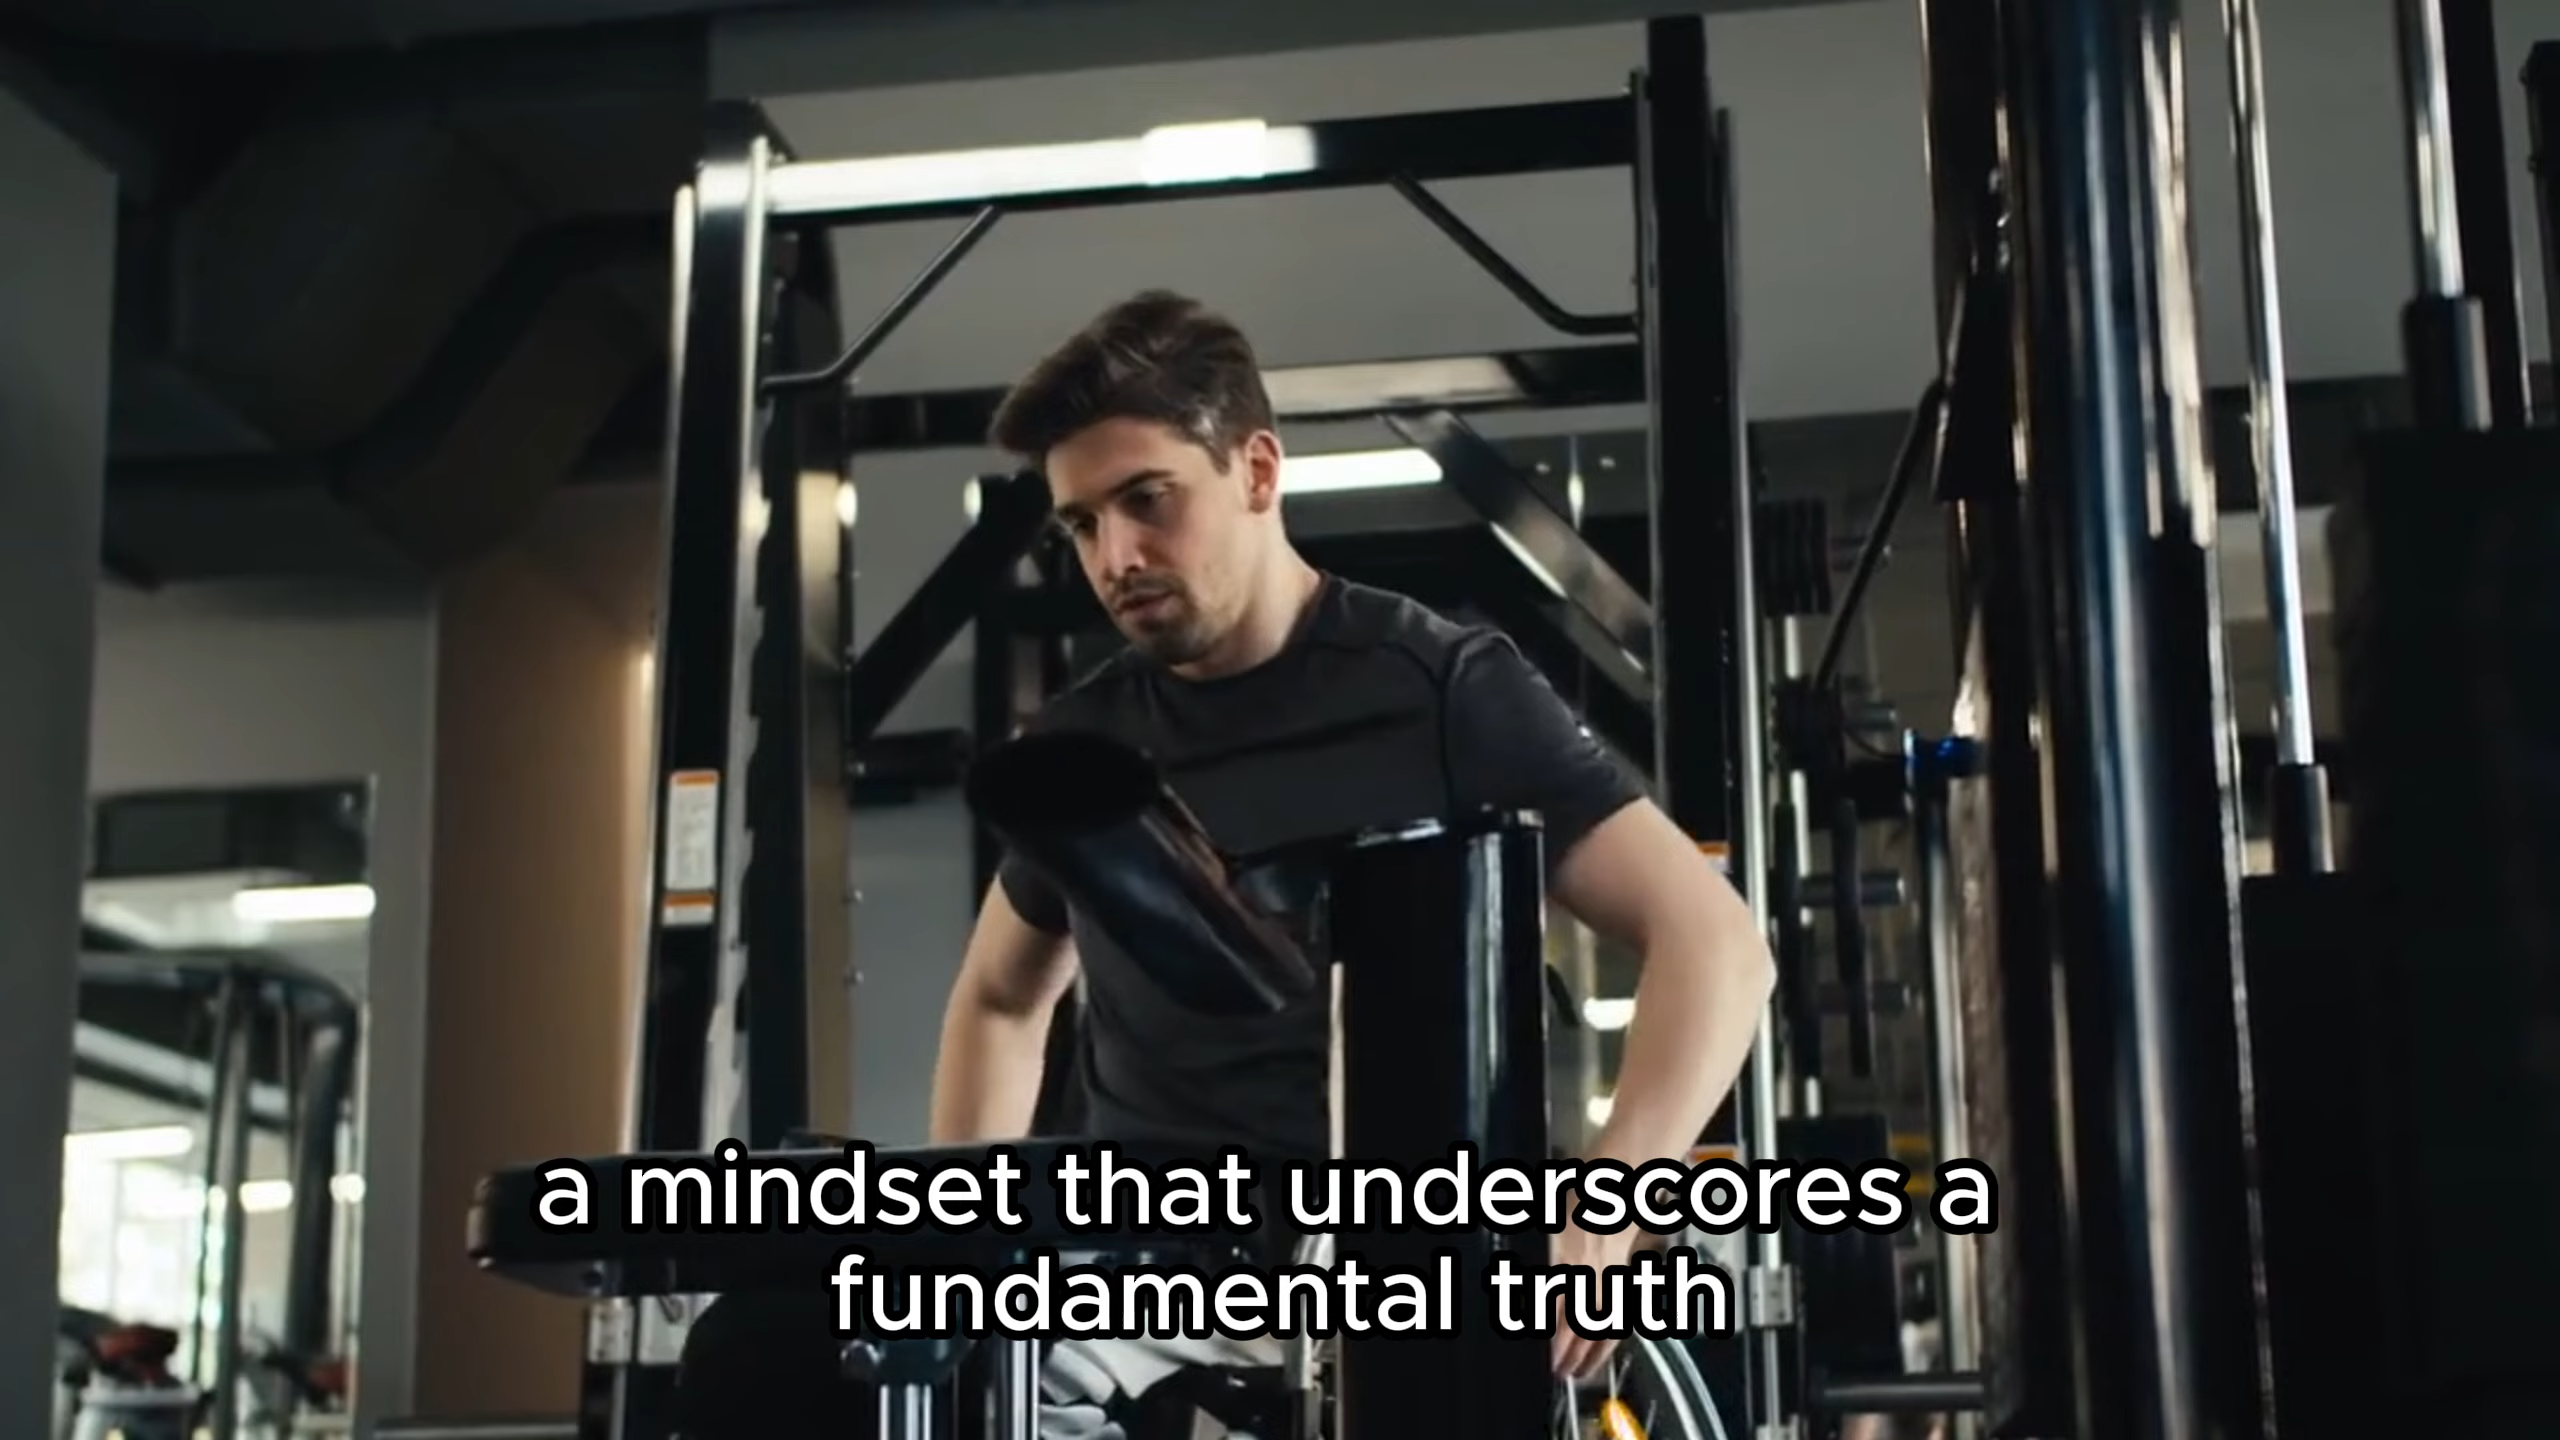 a mindset that underscores a
fundamental truth